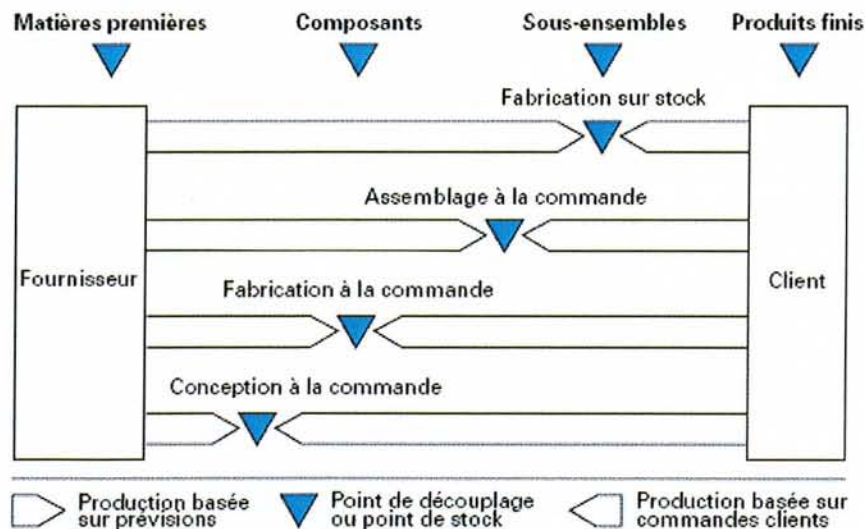 Matières premières Composants Sous-ensembles Produits finis
Fabrication sur stock
Assemblage à la commande
Fournisseur Client
Fabrication à la commande
Conception à la commande
Production basée
sur prévisions
Point de découplage
ou point de stock
Production basée sur
commandes clients